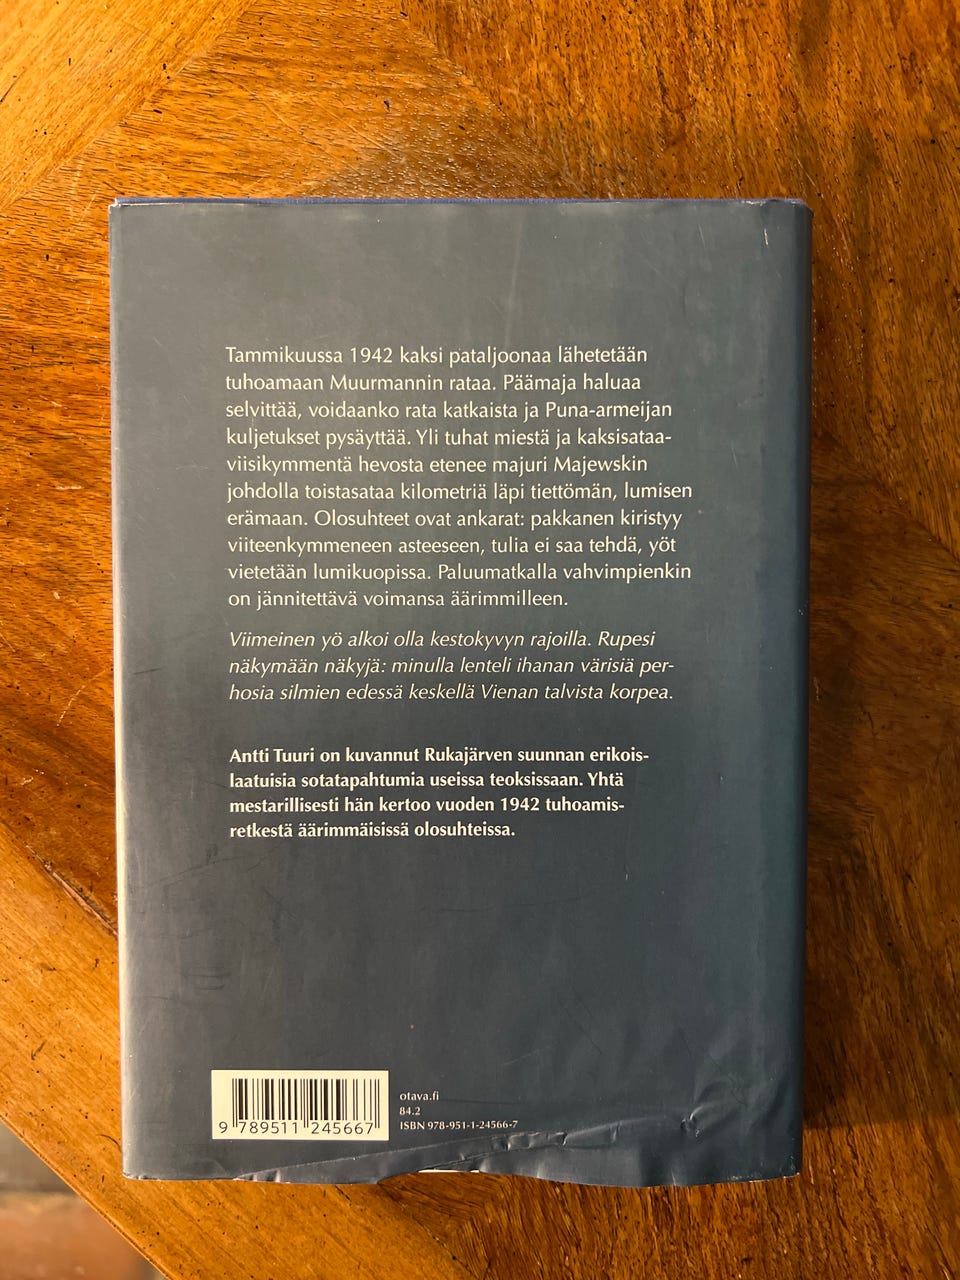 Tammikuussa 1942 kaksi pataljoonaa lähetetään
tuhoamaan Muurmannin rataa. Päämaja haluaa
selvittää, voidaanko rata katkaista ja Puna-armeijan
kuljetukset pysäyttää. Yli tuhat miestä ja kaksisataa-
viisikymmentä hevosta etenee majuri Majewskin
johdolla toistasataa kilometriä läpi tiettömän, lumisen
erämaan. Olosuhteet ovat ankarat: pakkanen kiristyy
viiteenkymmeneen asteeseen, tulia ei saa tehdä, yöt
vietetään lumikuopissa. Paluumatkalla vahvimpienkin
on jännitettävä voimansa äärimmilleen.
Viimeinen yö alkoi olla kestokyvyn rajoilla. Rupesi
näkymään näkyjä: minulla lenteli ihanan värisiä per-
hosia silmien edessä keskellä Vienan talvista korpea.
Antti Tuuri on kuvannut Rukajärven suunnan erikois-
laatuisia sotatapahtumia useissa teoksissaan. Yhtä
mestarillisesti hän kertoo vuoden 1942 tuhoamis-
retkestä äärimmäisissä olosuhteissa.
otava.fi
84.2
ISBN 978-951-1-24566-7
9 789511 245667